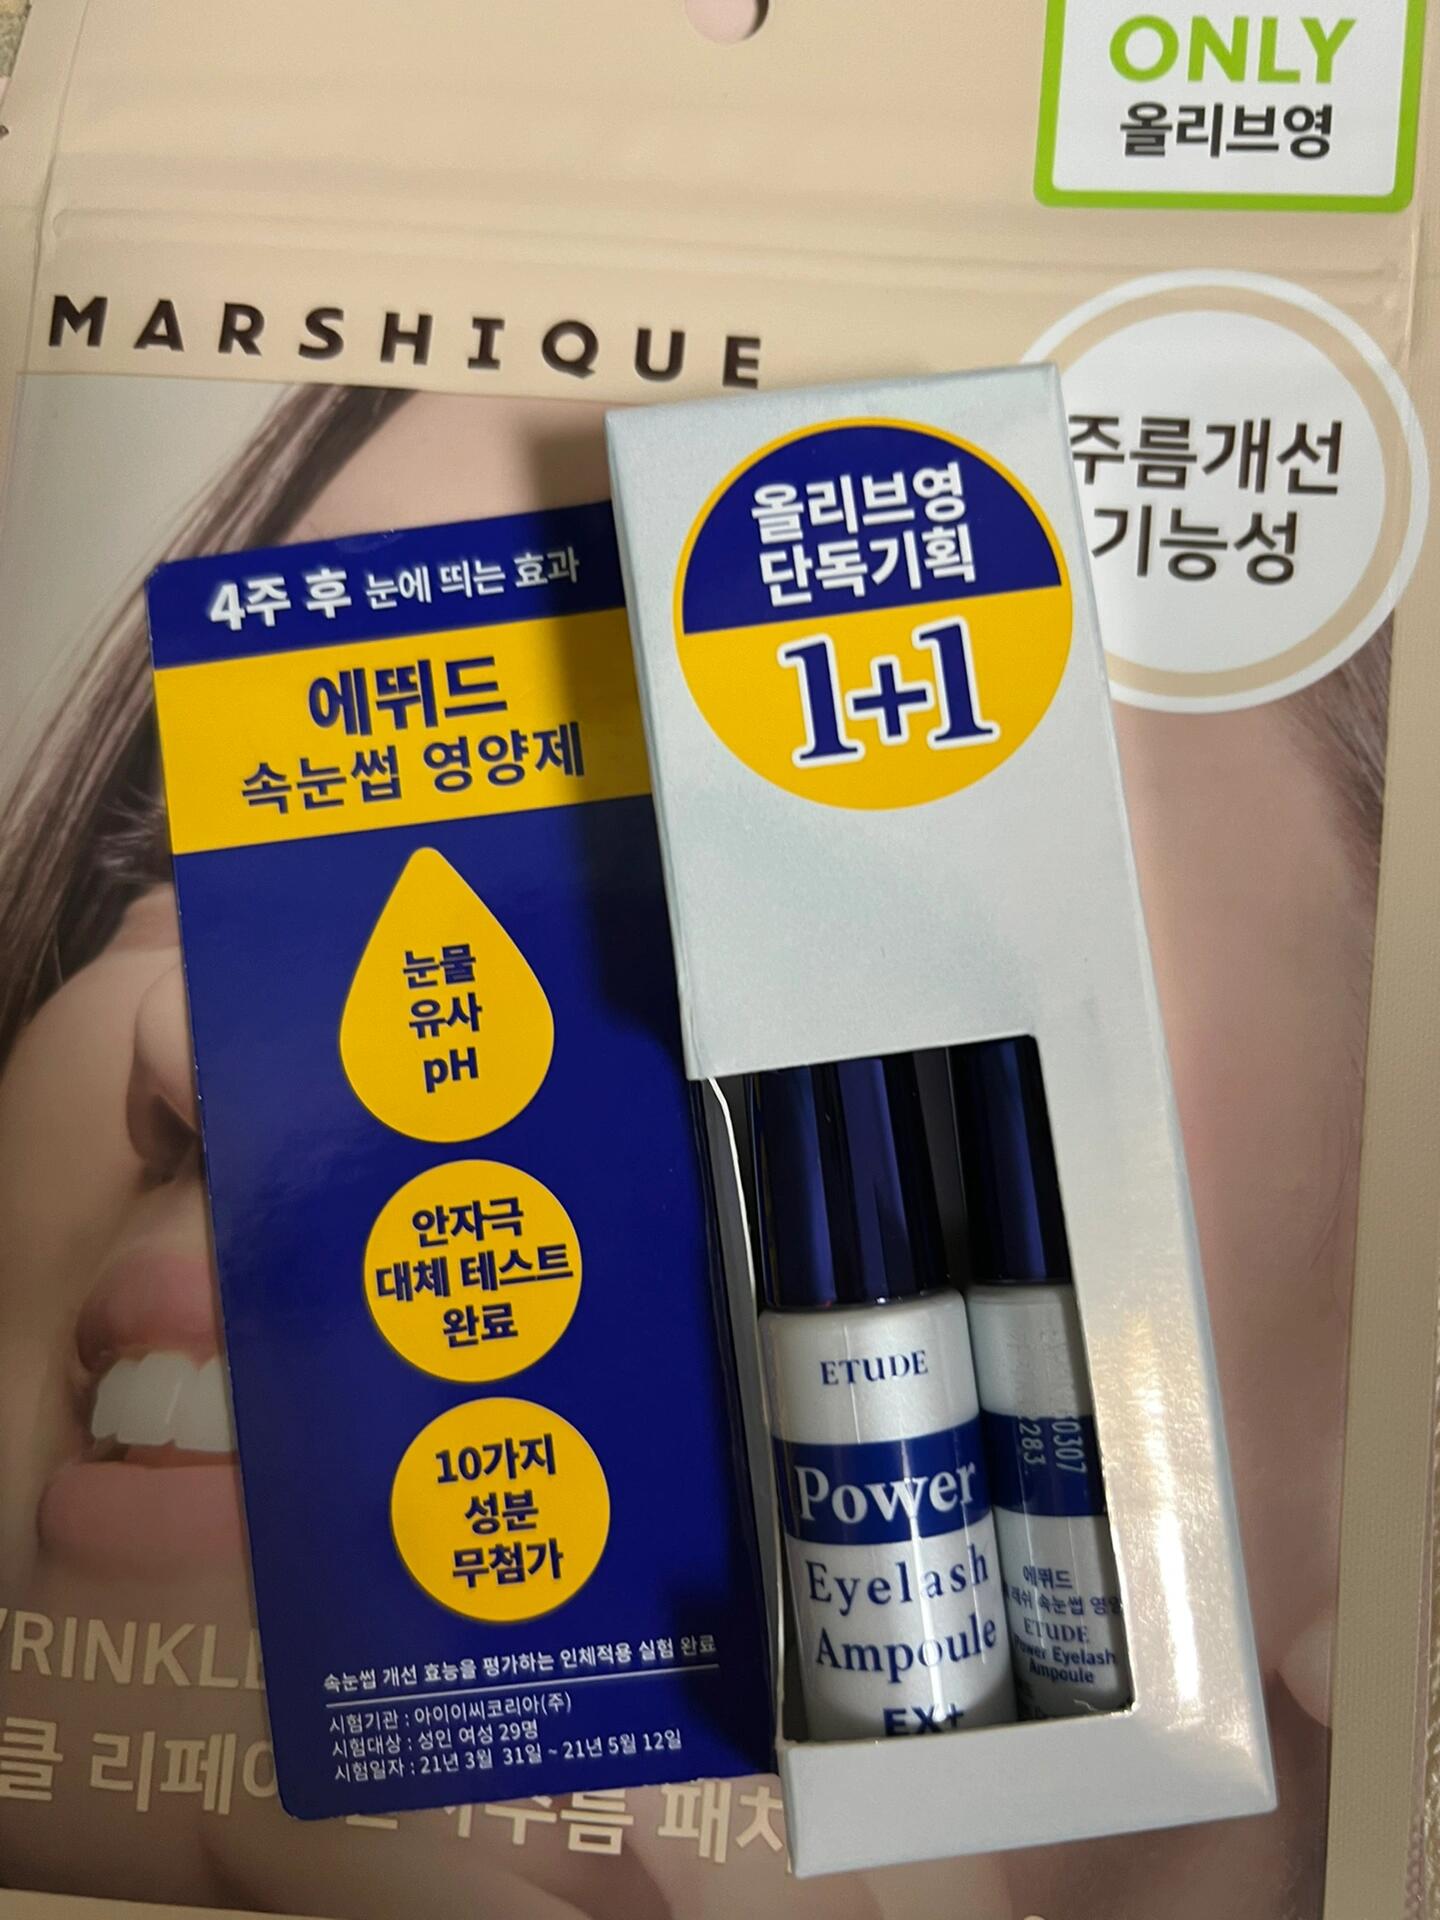 ONLY
올리브영
MARSHIQUE
주름개선
기능성
올리브영
단독기획
1+1
4주 후 눈에 띄는 효과
에뛰드
속눈썹 영양제
눈물
유사
pH
안자극
대체 테스트
완료
10가지
성분
무첨가
속눈썹 개선 효능을 평가하는 인체적용 실험 완료
시험기관 : 아이이씨코리아(주)
시험대상 : 성인 여성 29명
시험일자 : 21년 3월 31일 ~ 21년 5월 12일
ETUDE
Power
Eyelash
Ampoule
EX+
에뛰드
속눈썹
ETUDE
Power Eyelash
Ampoule
리페
패치